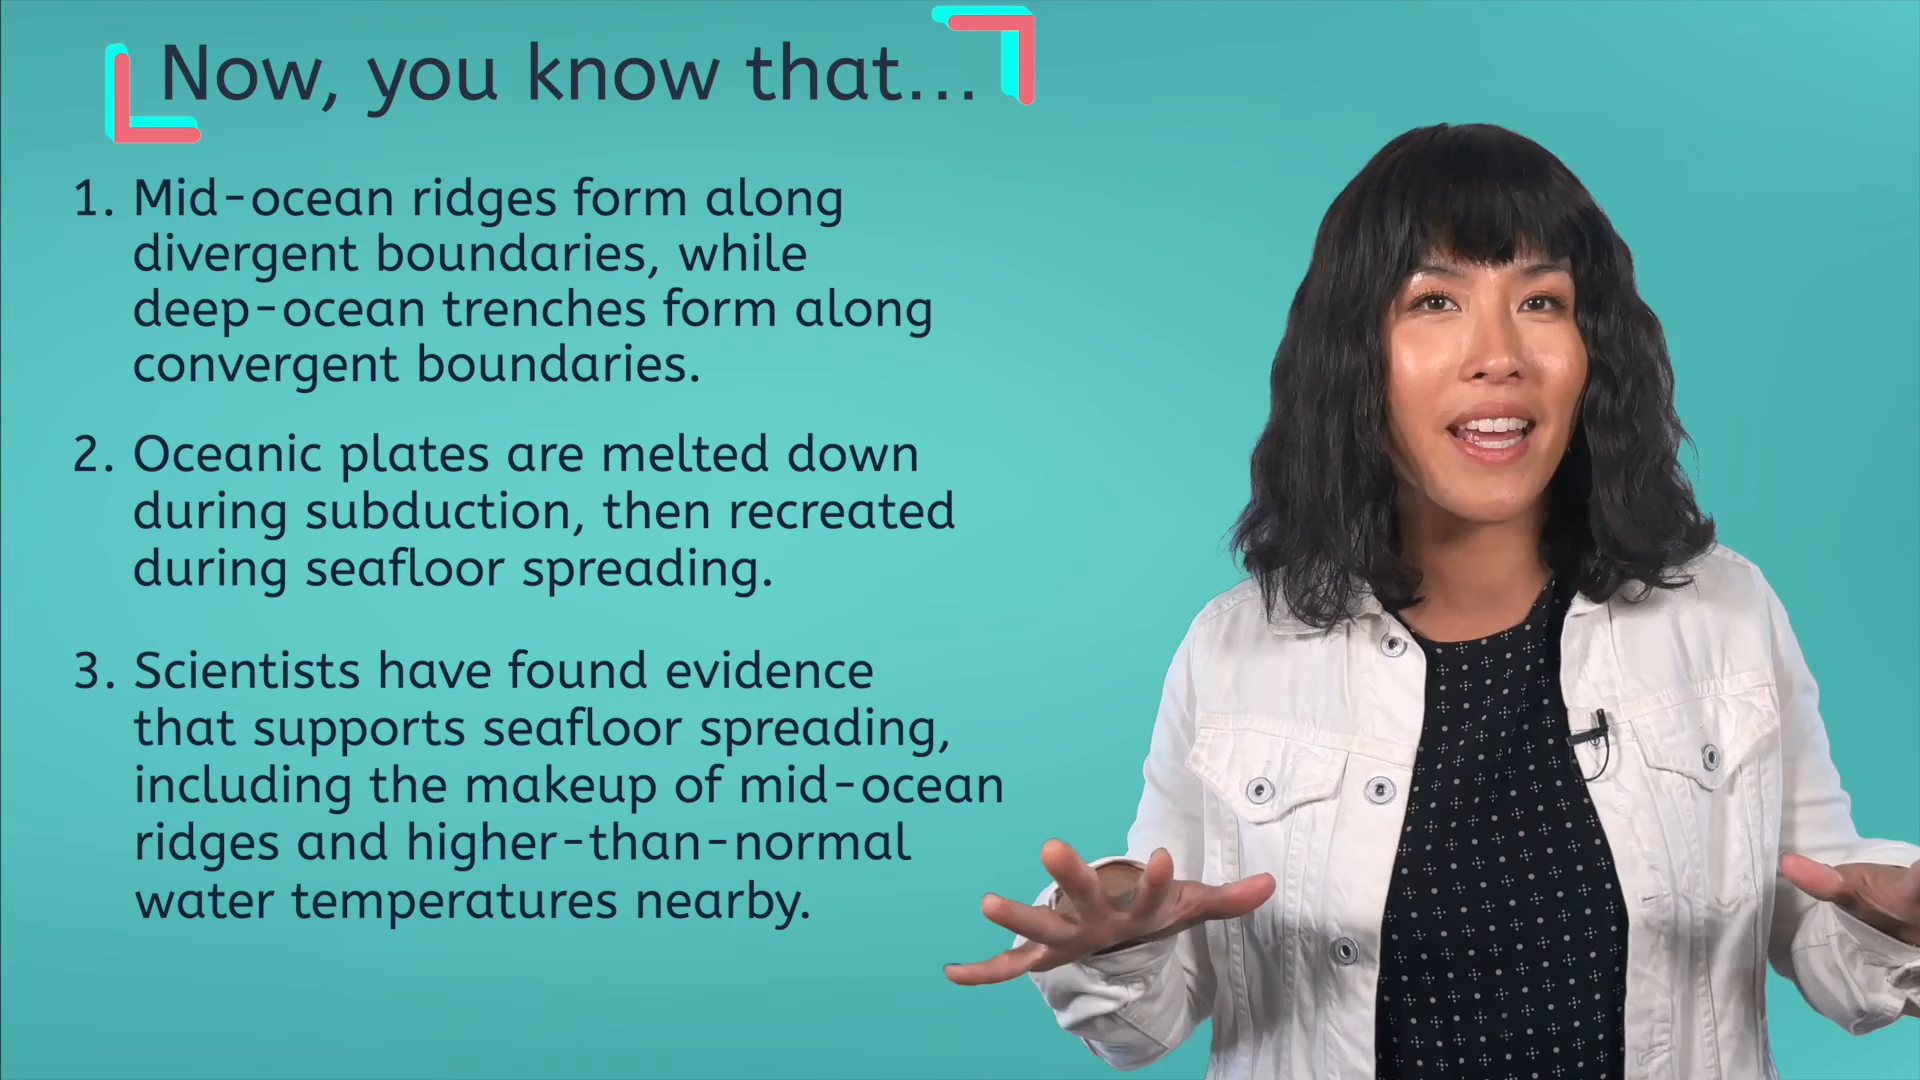 Now, you know that...
1. Mid-ocean ridges form along
divergent boundaries, while
deep-ocean trenches form along
convergent boundaries.
2. Oceanic plates are melted down
during subduction, then recreated
during seafloor spreading.
3. Scientists have found evidence
that supports seafloor spreading,
including the makeup of mid-ocean
ridges and higher-than-normal
water temperatures nearby.